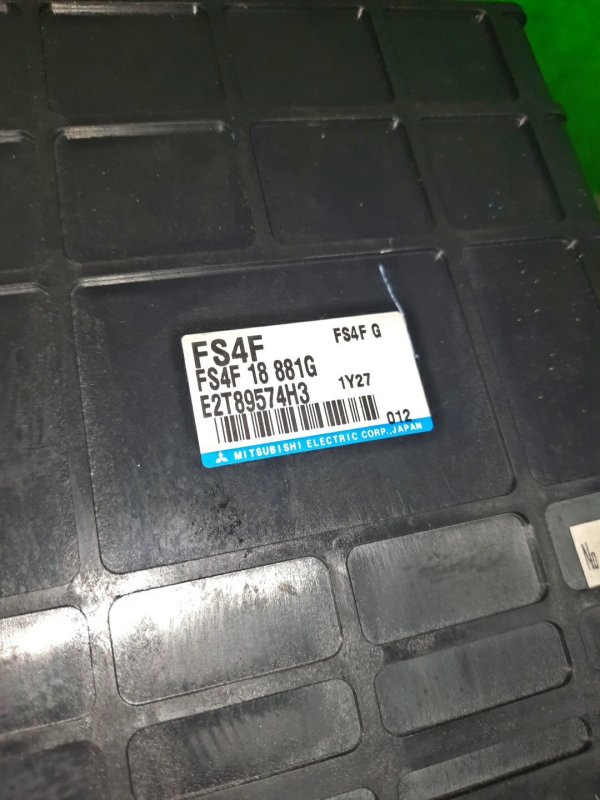 FS4F FS4F G
FS4F 18 881G
E2T89574H3 1Y27
012
MITSUBISHI ELECTRIC CORP., JAPAN